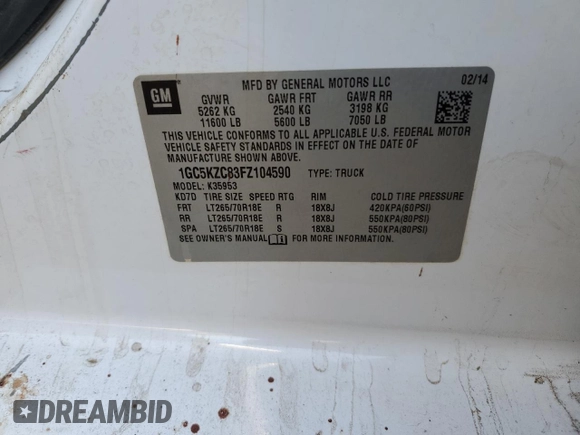 GM
MFD BY GENERAL MOTORS LLC 02/14
GVWR GAWR FRT GAWR RR
5262 KG 2540 KG 3198 KG
11600 LB 5600 LB 7050 LB
THIS VEHICLE CONFORMS TO ALL APPLICABLE U.S. FEDERAL MOTOR
VEHICLE SAFETY STANDARDS IN EFFECT ON THE DATE OF
MANUFACTURE SHOWN ABOVE.
1GC5KZC83FZ104590 TYPE: TRUCK
MODEL: K35953
KD7D TIRE SIZE SPEED RTG RIM COLD TIRE PRESSURE
FRT LT265/70R18E R 18X8J 420KPA(60PSI)
RR LT265/70R18E R 18X8J 550KPA(80PSI)
SPA LT265/70R18E S 18X8J 550KPA(80PSI)
SEE OWNER'S MANUAL FOR MORE INFORMATION.
DREAMBID